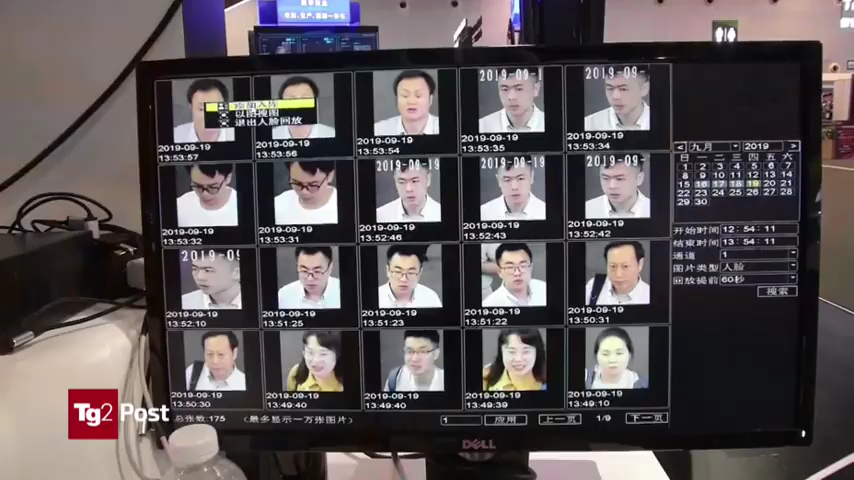 2019-09-1
2019-09-
添加入库
以图搜图
退出人脸回放
2019-09-19
13:53:57
2019-09-19
13:53:56
2019-09-19
13:53:54
2019-09-19
13:53:35
2019-09-19
13:53:34
< 九月 2019 >
日 一 二 三 四 五 六
1 2 3 4 5 6 7
8 9 10 11 12 13 14
15 16 17 18 19 20 21
22 23 24 25 26 27 28
29 30
2019-09-19
2019-09-19
2019-09-
2019-09-19
13:53:32
2019-09-19
13:53:31
2019-09-19
13:52:46
2019-09-19
13:52:43
2019-09-19
13:52:42
开始时间 12:54:11
结束时间 13:54:11
通道 1
图片类型 人脸
回放提前 60秒
搜索
2019-09
2019-09-19
13:52:10
2019-09-19
13:51:25
2019-09-19
13:51:23
2019-09-19
13:51:22
2019-09-19
13:50:31
2019-09-19
13:50:30
2019-09-19
13:49:40
2019-09-19
13:49:40
2019-09-19
13:49:39
2019-09-19
13:49:10
总张数:175 (最多显示一万张图片) 1 应用 上一页 1/9 下一页
DELL
Tg2 Post